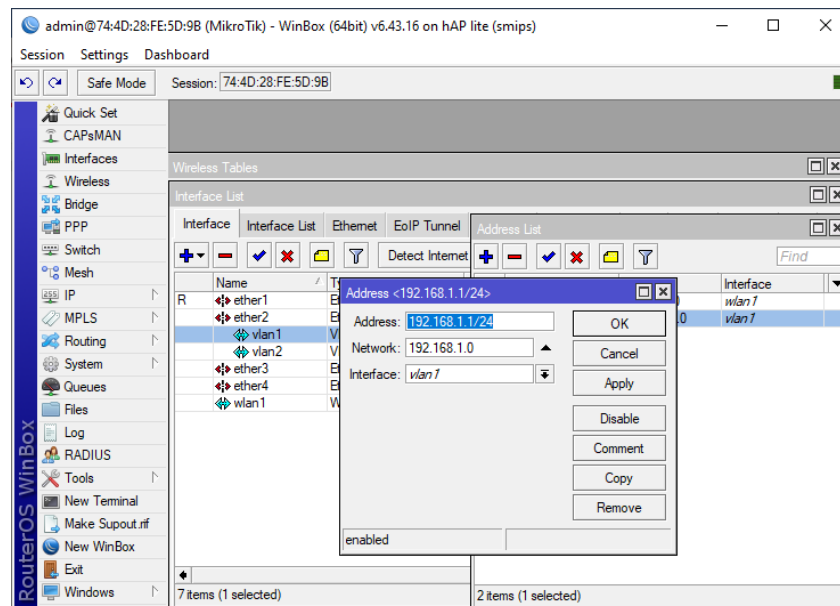 admin@74:4D:28:FE:5D:9B (MikroTik) - WinBox (64bit) v6.43.16 on hAP lite (smips)
Session Settings Dashboard
Safe Mode Session: 74:4D:28:FE:5D:9B
RouterOS WinBox
Quick Set
CAPsMAN
Interfaces
Wireless
Bridge
PPP
Switch
Mesh
IP
MPLS
Routing
System
Queues
Files
Log
RADIUS
Tools
New Terminal
Make Supout.rif
New WinBox
Exit
Windows
Wireless Tables
Interface List
Interface Interface List Ethernet EoIP Tunnel
Detect Internet
Name
R ether1
ether2
vlan1
vlan2
ether3
ether4
wlan1
7 items (1 selected)
Address List
Find
Interface
wlan1
vlan1
2 items (1 selected)
Address <192.168.1.1/24>
Address: 192.168.1.1/24
Network: 192.168.1.0
Interface: vlan1
OK
Cancel
Apply
Disable
Comment
Copy
Remove
enabled